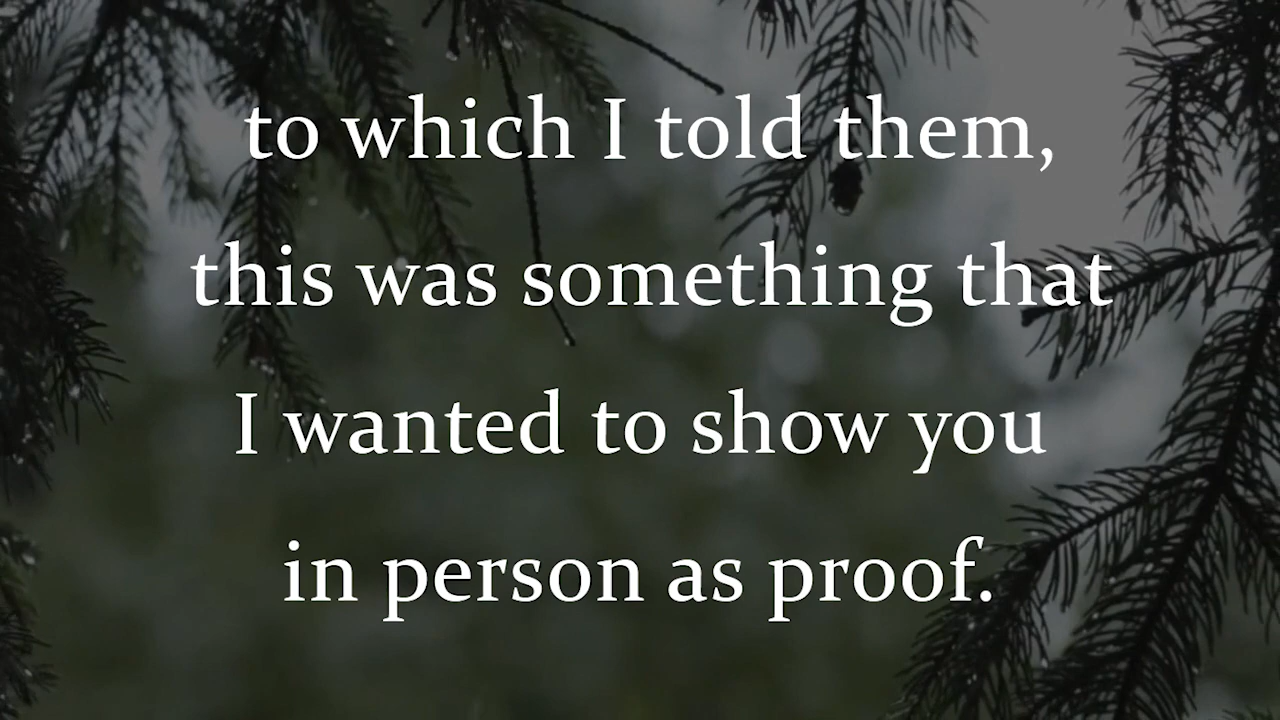 to which I told them,
this was something that
I wanted to show you
in person as proof.